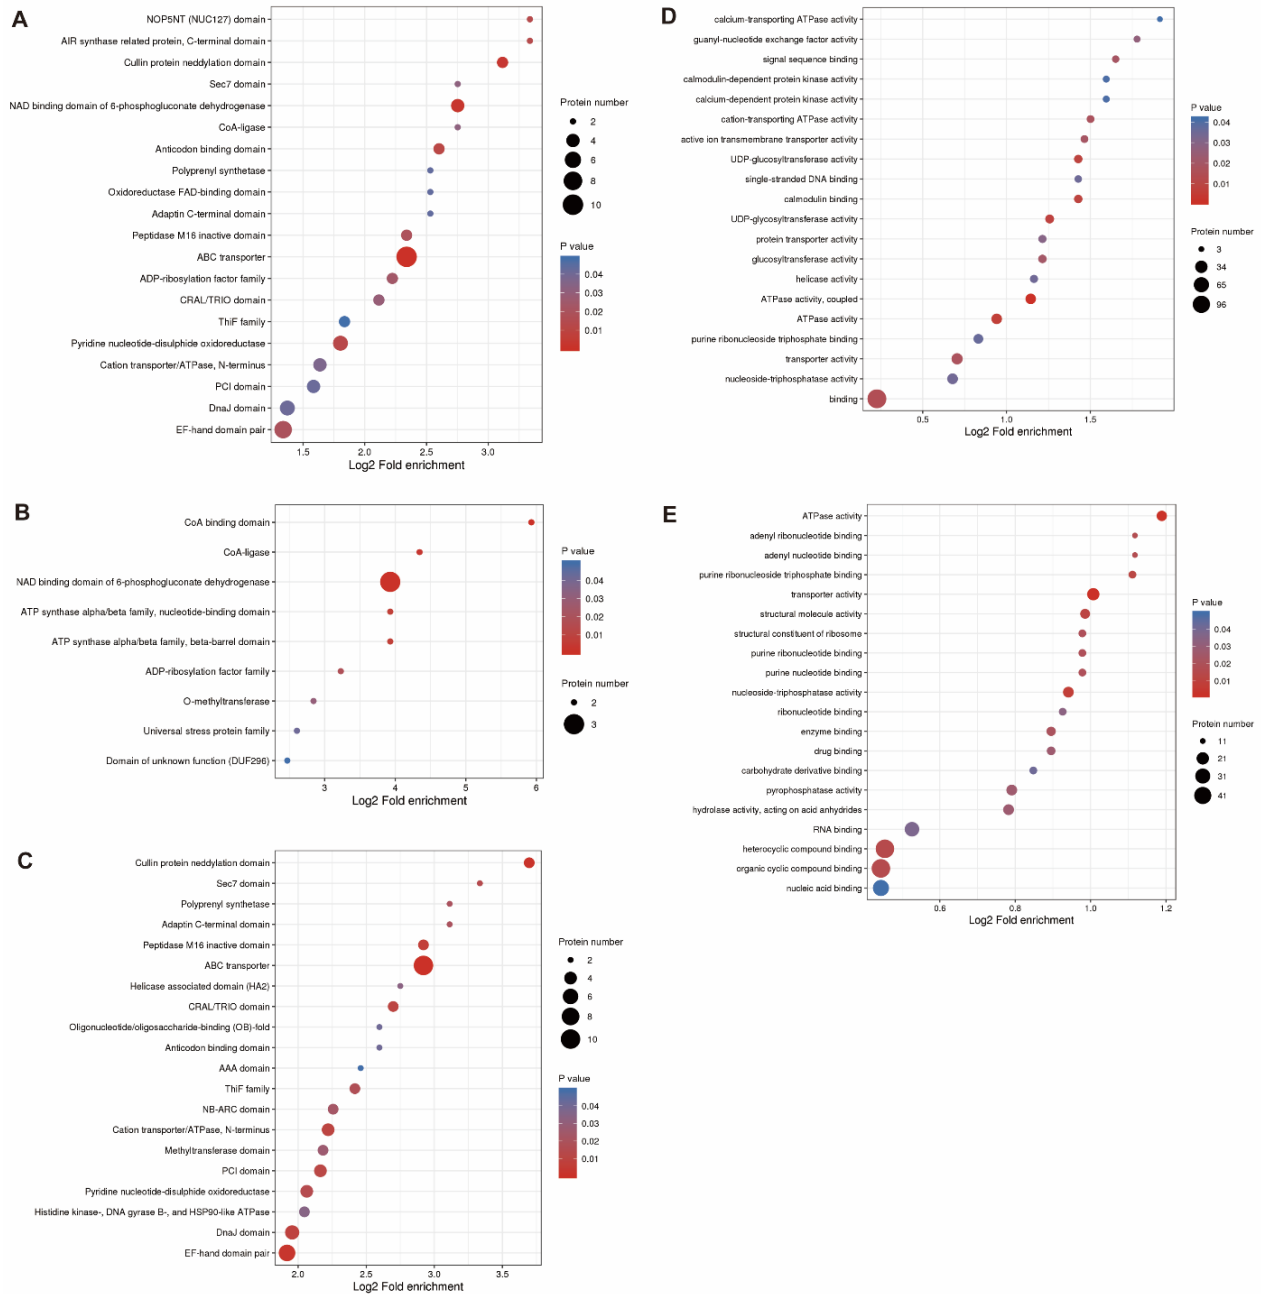 A
NOP5NT (NUC127) domain
AIR synthase related protein, C-terminal domain
Cullin protein neddylation domain
Sec7 domain
NAD binding domain of 6-phosphogluconate dehydrogenase
CoA-ligase
Anticodon binding domain
Polyprenyl synthetase
Oxidoreductase FAD-binding domain
Adaptin C-terminal domain
Peptidase M16 inactive domain
ABC transporter
ADP-ribosylation factor family
CRAL/TRIO domain
ThiF family
Pyridine nucleotide-disulphide oxidoreductase
Cation transporter/ATPase, N-terminus
PCI domain
DnaJ domain
EF-hand domain pair
1.5 2.0 2.5 3.0
Log2 Fold enrichment
Protein number
2
4
6
8
10
P value
0.04
0.03
0.02
0.01
B
CoA binding domain
CoA-ligase
NAD binding domain of 6-phosphogluconate dehydrogenase
ATP synthase alpha/beta family, nucleotide-binding domain
ATP synthase alpha/beta family, beta-barrel domain
ADP-ribosylation factor family
O-methyltransferase
Universal stress protein family
Domain of unknown function (DUF296)
3 4 5 6
Log2 Fold enrichment
P value
0.04
0.03
0.02
0.01
Protein number
2
3
C
Cullin protein neddylation domain
Sec7 domain
Polyprenyl synthetase
Adaptin C-terminal domain
Peptidase M16 inactive domain
ABC transporter
Helicase associated domain (HA2)
CRAL/TRIO domain
Oligonucleotide/oligosaccharide-binding (OB)-fold
Anticodon binding domain
AAA domain
ThiF family
NB-ARC domain
Cation transporter/ATPase, N-terminus
Methyltransferase domain
PCI domain
Pyridine nucleotide-disulphide oxidoreductase
Histidine kinase-, DNA gyrase B-, and HSP90-like ATPase
DnaJ domain
EF-hand domain pair
2.0 2.5 3.0 3.5
Log2 Fold enrichment
Protein number
2
4
6
8
10
P value
0.04
0.03
0.02
0.01
D
calcium-transporting ATPase activity
guanyl-nucleotide exchange factor activity
signal sequence binding
calmodulin-dependent protein kinase activity
calcium-dependent protein kinase activity
cation-transporting ATPase activity
active ion transmembrane transporter activity
UDP-glucosyltransferase activity
single-stranded DNA binding
calmodulin binding
UDP-glycosyltransferase activity
protein transporter activity
glucosyltransferase activity
helicase activity
ATPase activity, coupled
ATPase activity
purine ribonucleoside triphosphate binding
transporter activity
nucleoside-triphosphatase activity
binding
0.5 1.0 1.5
Log2 Fold enrichment
P value
0.04
0.03
0.02
0.01
Protein number
3
34
65
96
E
ATPase activity
adenyl ribonucleotide binding
adenyl nucleotide binding
purine ribonucleoside triphosphate binding
transporter activity
structural molecule activity
structural constituent of ribosome
purine ribonucleotide binding
purine nucleotide binding
nucleoside-triphosphatase activity
ribonucleotide binding
enzyme binding
drug binding
carbohydrate derivative binding
pyrophosphatase activity
hydrolase activity, acting on acid anhydrides
RNA binding
heterocyclic compound binding
organic cyclic compound binding
nucleic acid binding
0.6 0.8 1.0 1.2
Log2 Fold enrichment
P value
0.04
0.03
0.02
0.01
Protein number
11
21
31
41